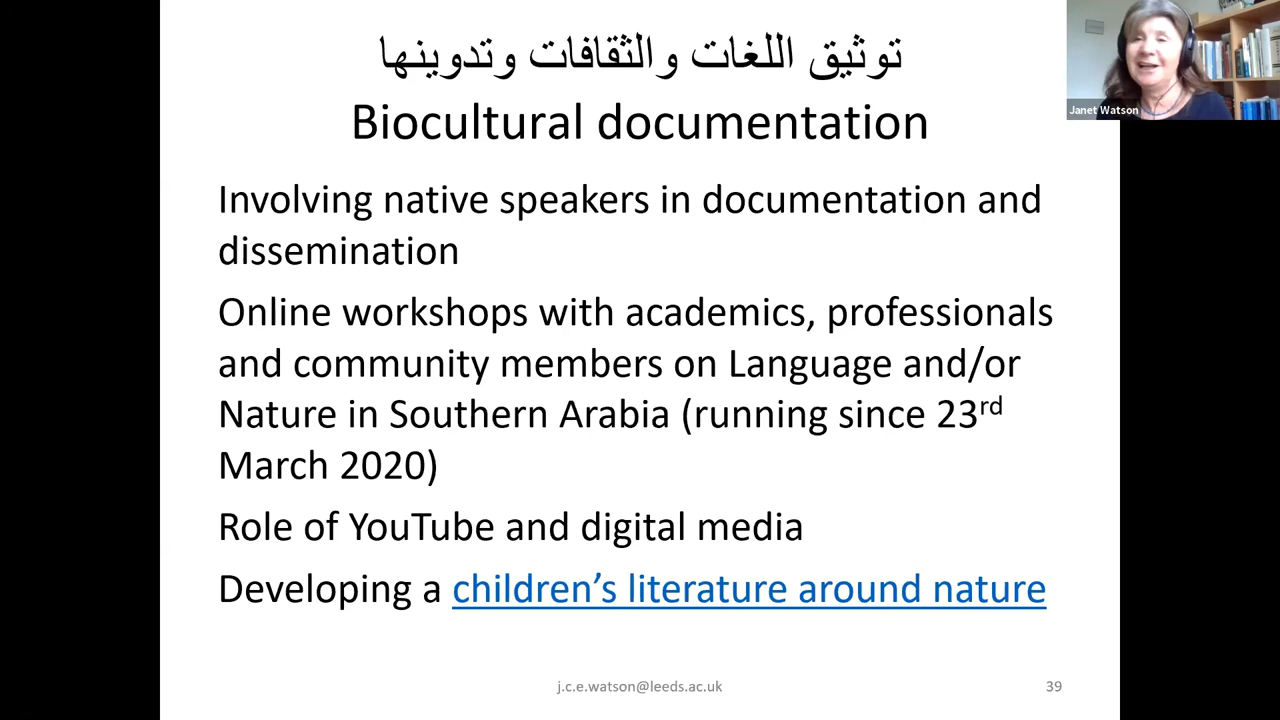 توثيق اللغات والثقافات وتدوينها
Biocultural documentation
Janet Watson
Involving native speakers in documentation and
dissemination
Online workshops with academics, professionals
and community members on Language and/or
Nature in Southern Arabia (running since 23rd
March 2020)
Role of YouTube and digital media
Developing a children’s literature around nature
j.c.e.watson@leeds.ac.uk
39